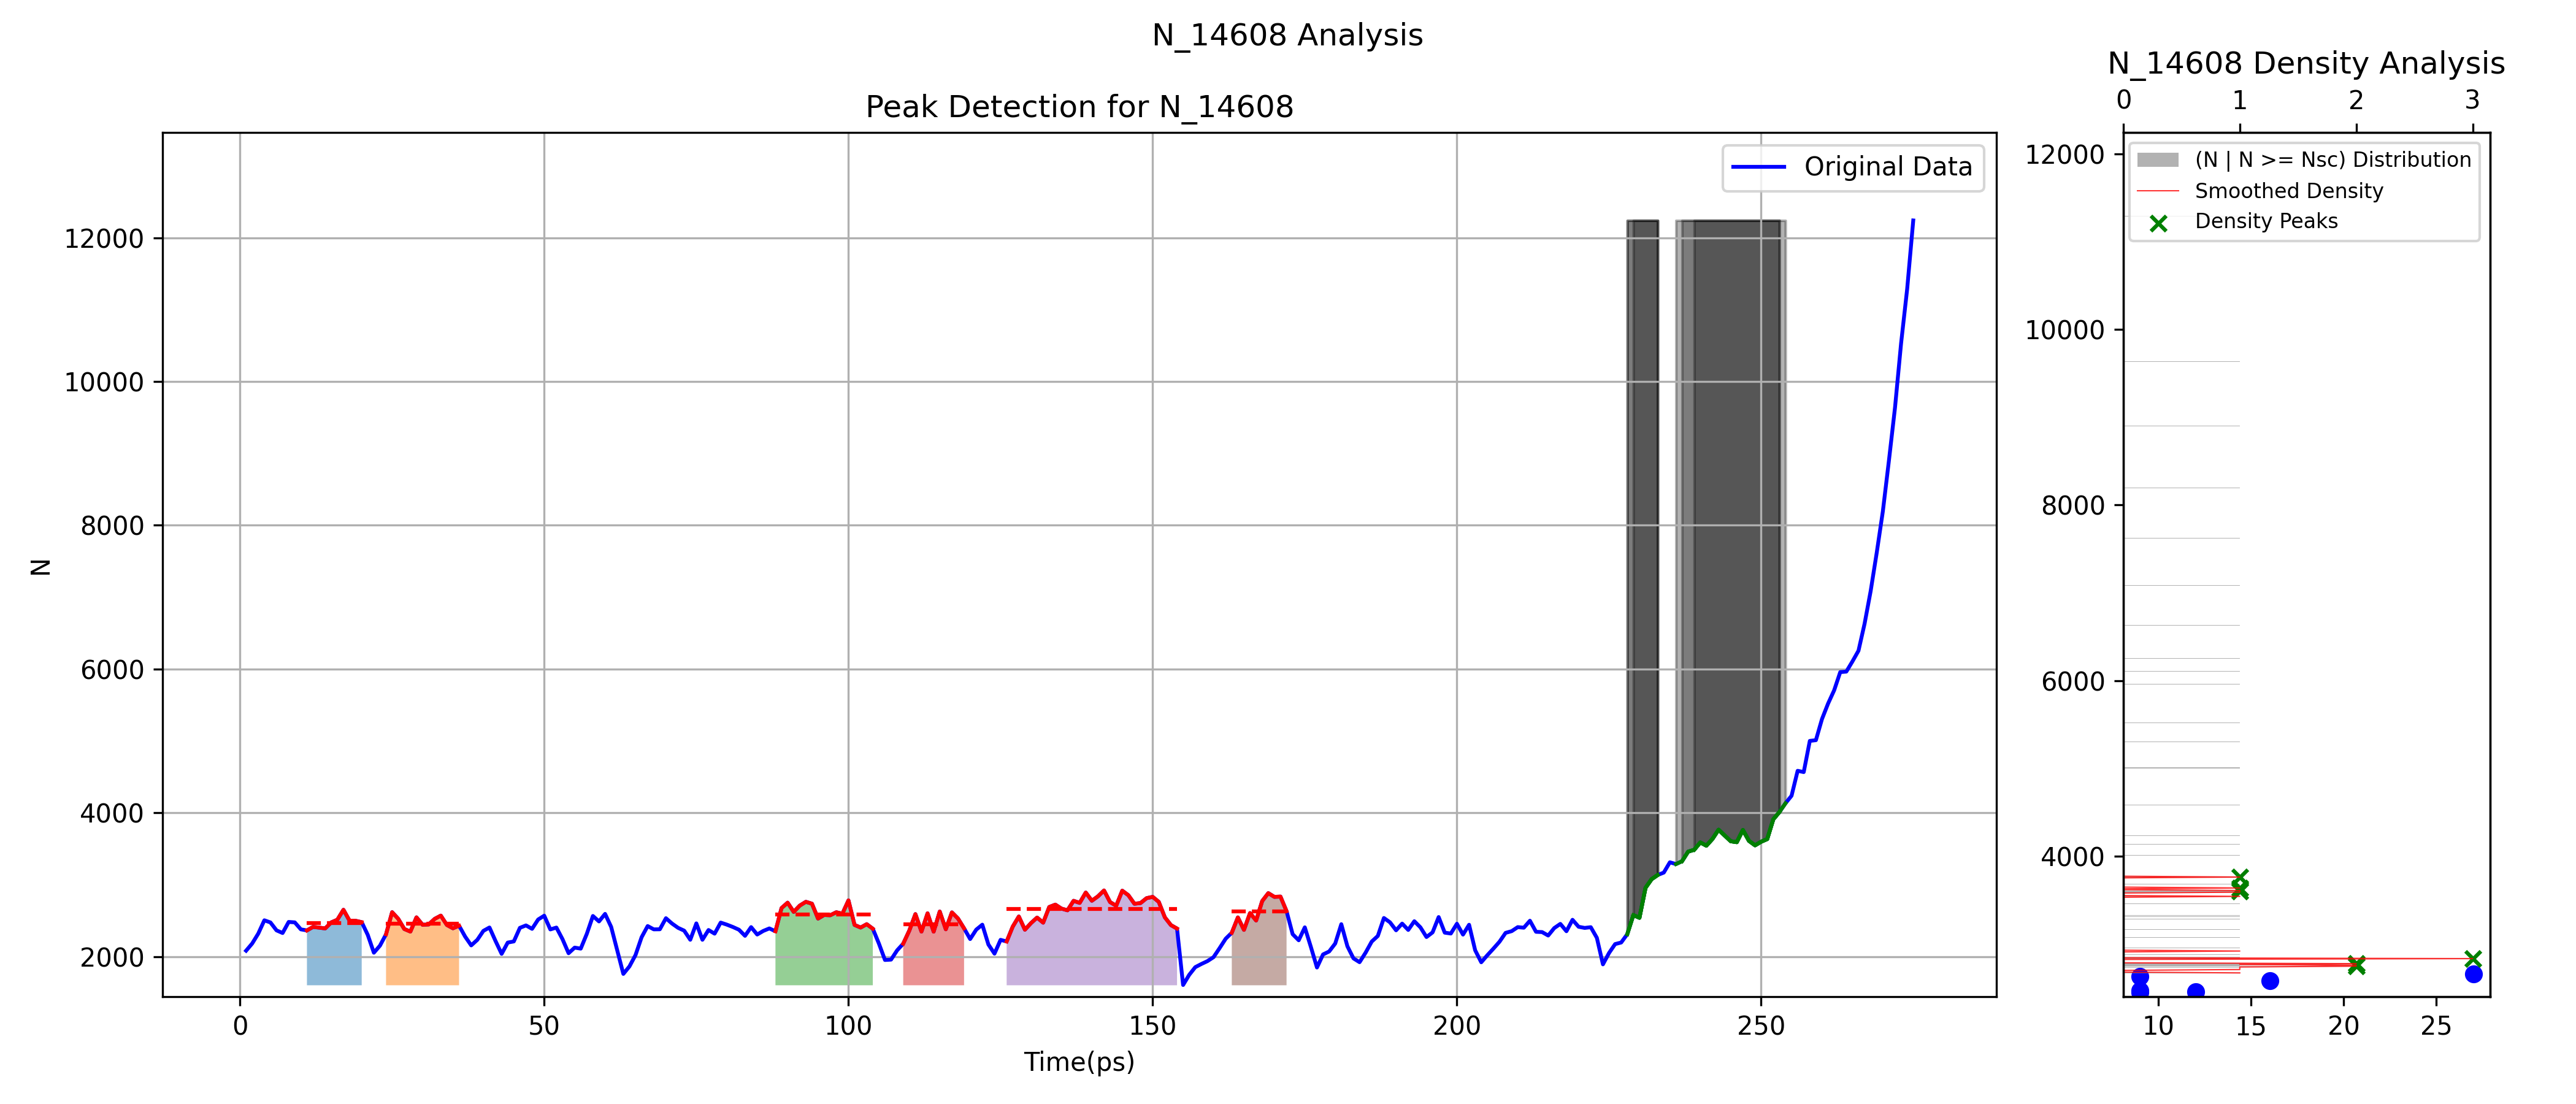 N_14608 Analysis
Peak Detection for N_14608
Original Data
N
12000
10000
8000
6000
4000
2000
0 50 100 150 200 250
Time(ps)
N_14608 Density Analysis
0 1 2 3
(N | N >= Nsc) Distribution
Smoothed Density
Density Peaks
12000
10000
8000
6000
4000
10 15 20 25